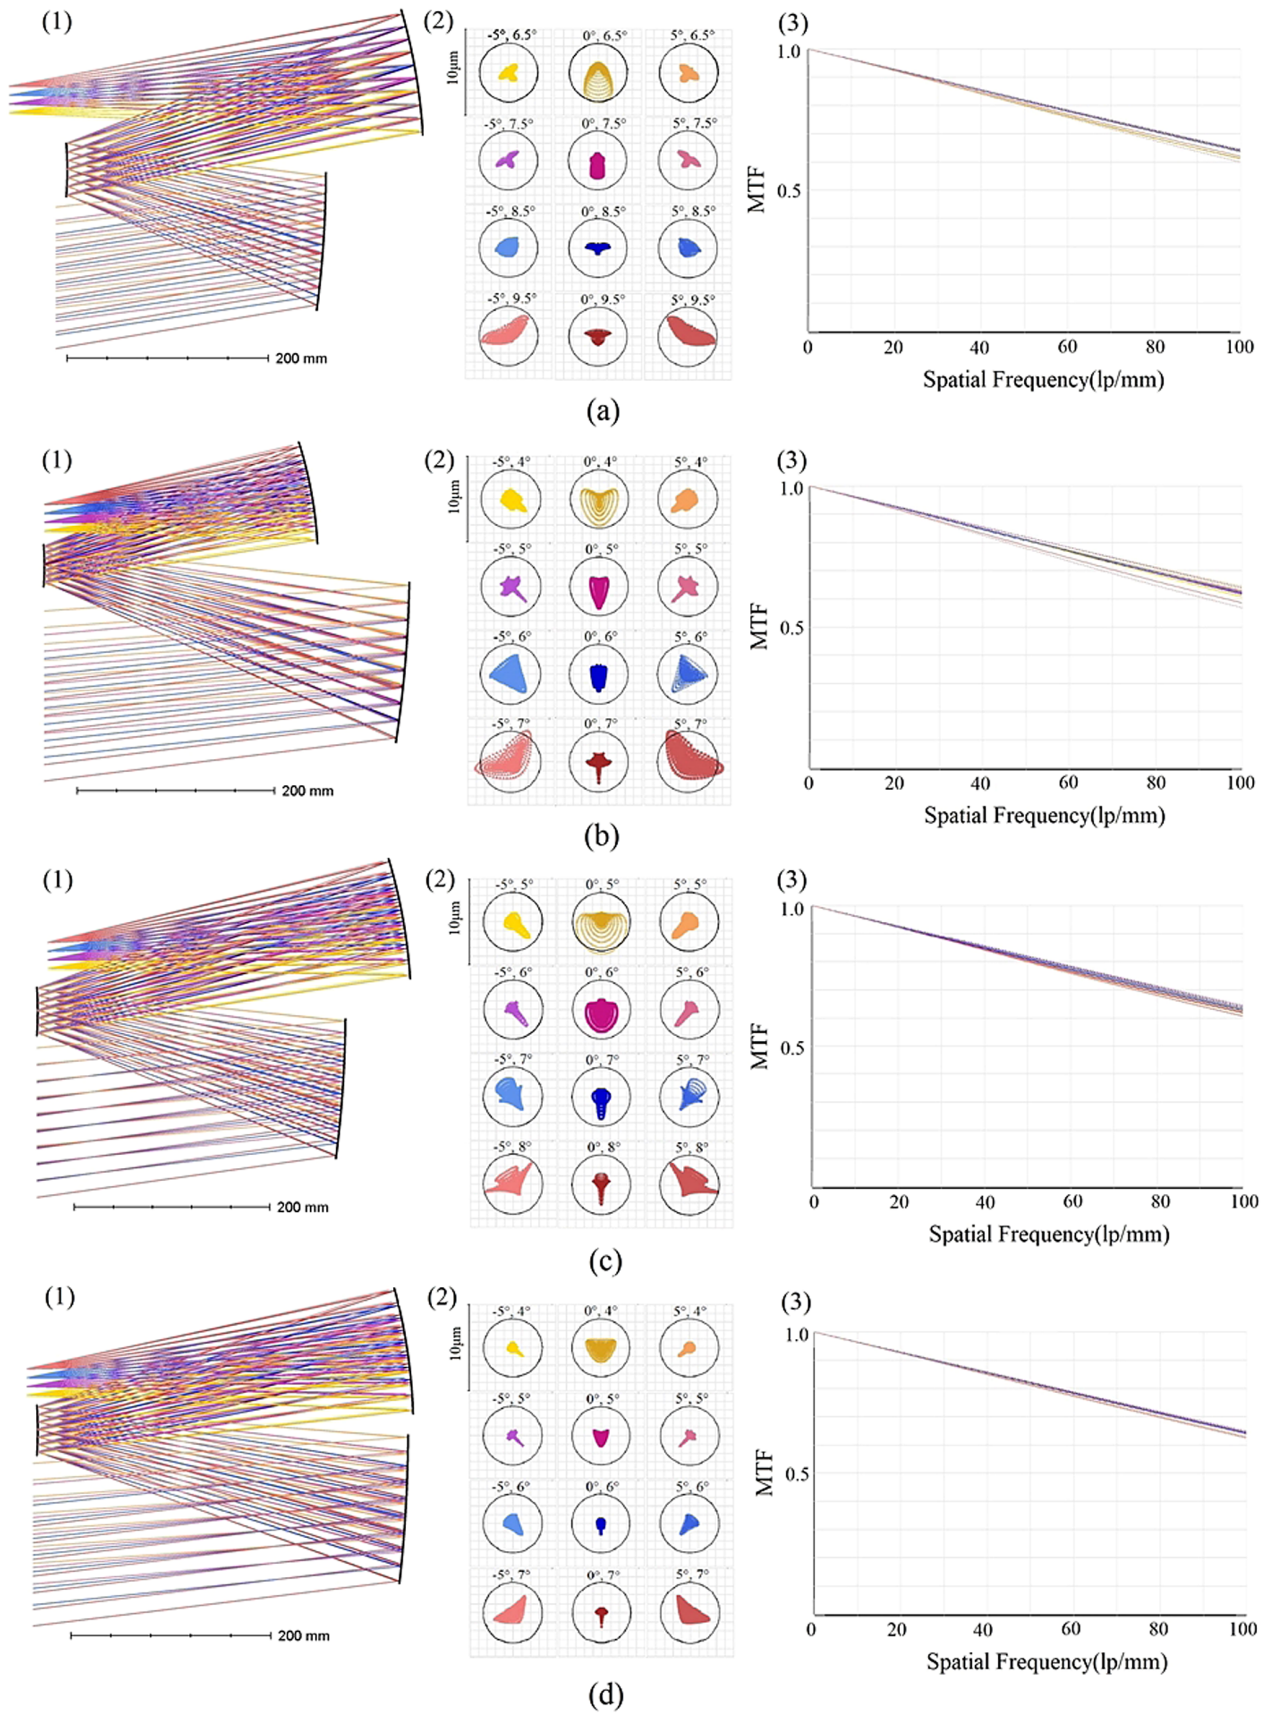 (1)
(2)
(3)
10μm
-5°, 6.5° 0°, 6.5° 5°, 6.5°
-5°, 7.5° 0°, 7.5° 5°, 7.5°
-5°, 8.5° 0°, 8.5° 5°, 8.5°
-5°, 9.5° 0°, 9.5° 5°, 9.5°
200 mm
1.0
0.5
MTF
0 20 40 60 80 100
Spatial Frequency(lp/mm)
(a)
(1)
(2)
(3)
10μm
-5°, 4° 0°, 4° 5°, 4°
-5°, 5° 0°, 5° 5°, 5°
-5°, 6° 0°, 6° 5°, 6°
-5°, 7° 0°, 7° 5°, 7°
200 mm
1.0
0.5
MTF
0 20 40 60 80 100
Spatial Frequency(lp/mm)
(b)
(1)
(2)
(3)
10μm
-5°, 5° 0°, 5° 5°, 5°
-5°, 6° 0°, 6° 5°, 6°
-5°, 7° 0°, 7° 5°, 7°
-5°, 8° 0°, 8° 5°, 8°
200 mm
1.0
0.5
MTF
0 20 40 60 80 100
Spatial Frequency(lp/mm)
(c)
(1)
(2)
(3)
10μm
-5°, 4° 0°, 4° 5°, 4°
-5°, 5° 0°, 5° 5°, 5°
-5°, 6° 0°, 6° 5°, 6°
-5°, 7° 0°, 7° 5°, 7°
200 mm
1.0
0.5
MTF
0 20 40 60 80 100
Spatial Frequency(lp/mm)
(d)